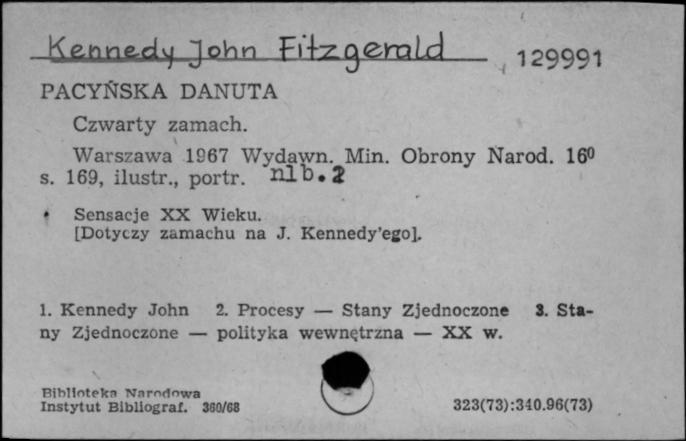 Kennedy John Fitzgerald 129991
PACYŃSKA DANUTA
Czwarty zamach.
Warszawa 1967 Wydawn. Min. Obrony Narod. 16⁰
s. 169, ilustr., portr. nlb. 2
Sensacje XX Wieku.
[Dotyczy zamachu na J. Kennedy'ego].
1. Kennedy John 2. Procesy — Stany Zjednoczone 3. Sta-
ny Zjednoczone — polityka wewnętrzna — XX w.
Biblioteka Narodowa
Instytut Bibliograf. 360/68 323(73):340.96(73)